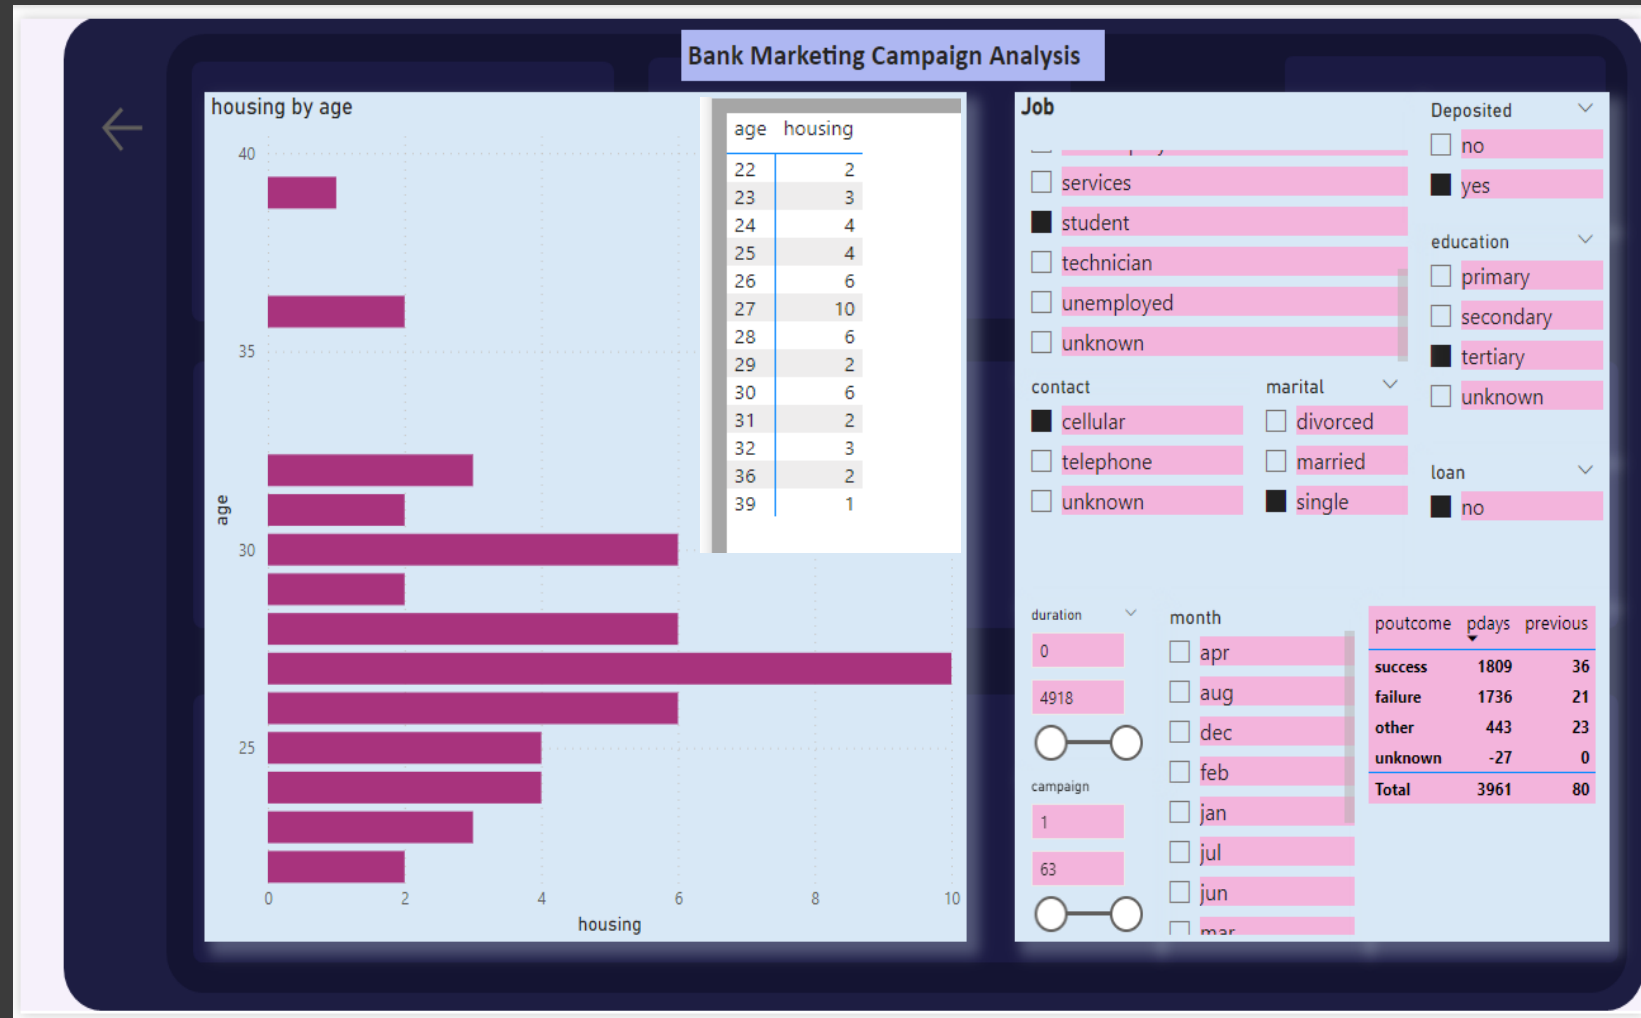 Bank Marketing Campaign Analysis
housing by age
age housing
22 2
23 3
24 4
25 4
26 6
27 10
28 6
29 2
30 6
31 2
32 3
36 2
39 1
40
35
30
25
age
0 2 4 6 8 10
housing
Job
services
student
technician
unemployed
unknown
Deposited
no
yes
education
primary
secondary
tertiary
unknown
contact
cellular
telephone
unknown
marital
divorced
married
single
loan
no
duration
0
4918
campaign
1
63
month
apr
aug
dec
feb
jan
jul
jun
mar
poutcome pdays previous
success 1809 36
failure 1736 21
other 443 23
unknown -27 0
Total 3961 80